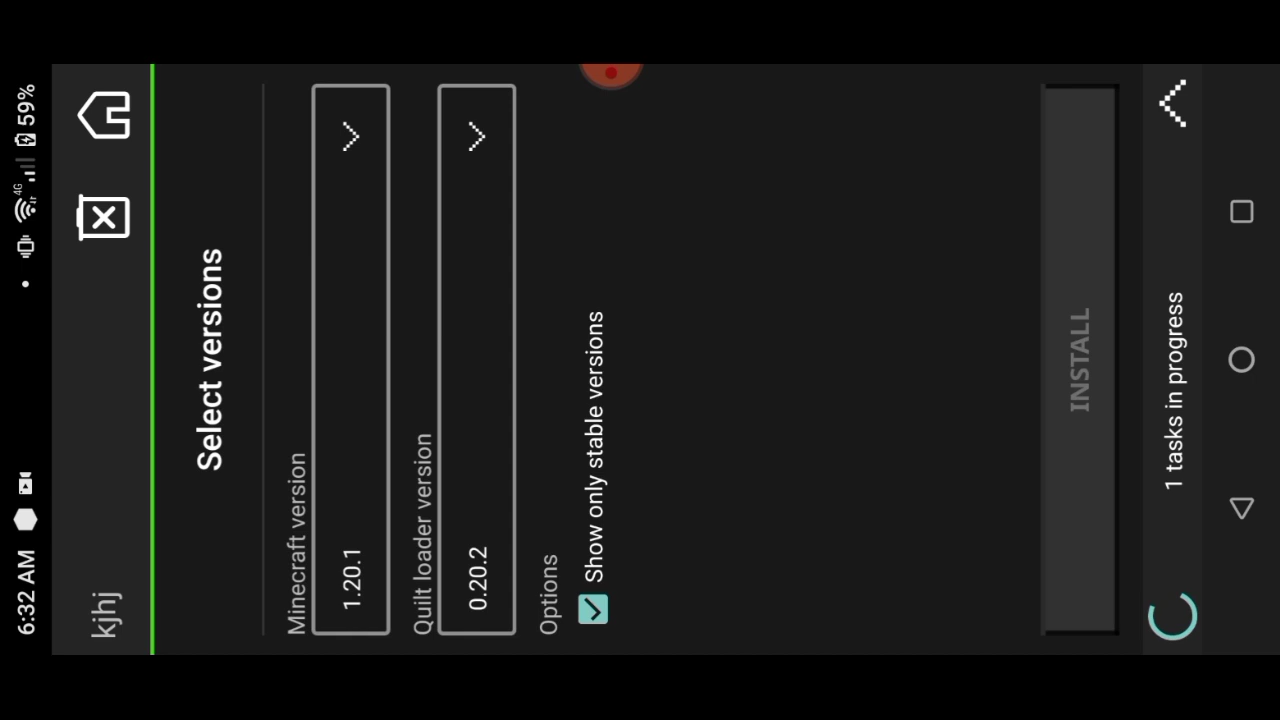 6:32 AM
4G
59%
kjhj
Select versions
Minecraft version
1.20.1
Quilt loader version
0.20.2
Options
Show only stable versions
INSTALL
1 tasks in progress